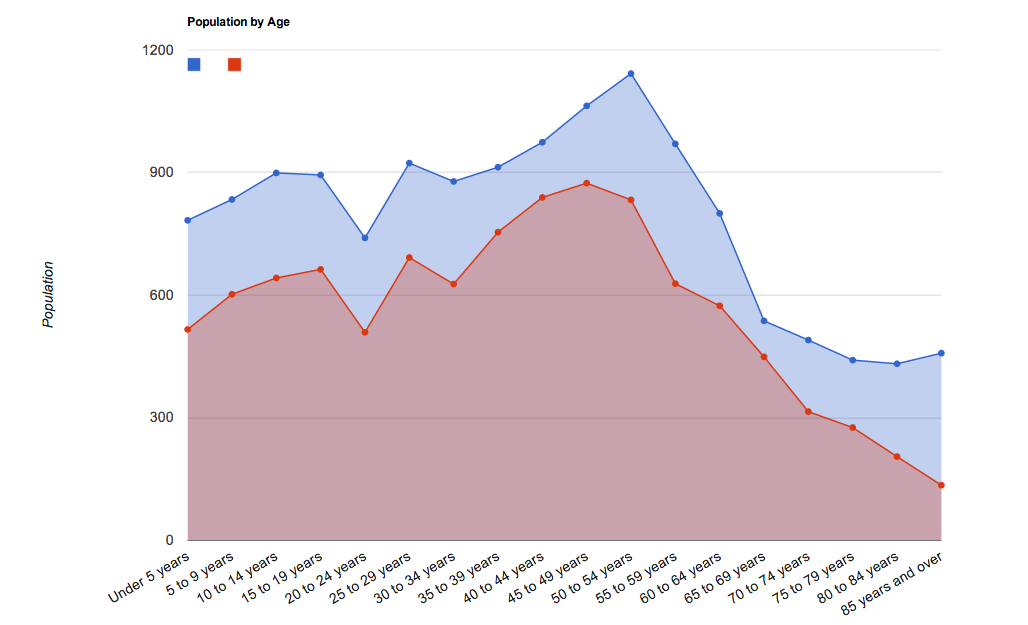 Population by Age
1200
900
600
300
0
Population
Under 5 years
5 to 9 years
10 to 14 years
15 to 19 years
20 to 24 years
25 to 29 years
30 to 34 years
35 to 39 years
40 to 44 years
45 to 49 years
50 to 54 years
55 to 59 years
60 to 64 years
65 to 69 years
70 to 74 years
75 to 79 years
80 to 84 years
85 years and over